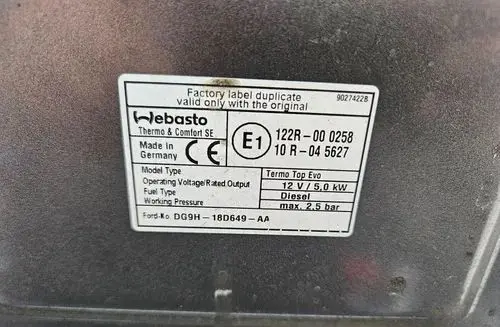 Factory label duplicate
valid only with the original
9027422B
Webasto
Thermo & Comfort SE
Made in
Germany
CE
E1
122R-00 0258
10 R-04 5627
Model Type Termo Top Evo
Operating Voltage/Rated Output 12 V / 5,0 kW
Fuel Type Diesel
Working Pressure max. 2.5 bar
Ford-No DG9H-18D649-AA